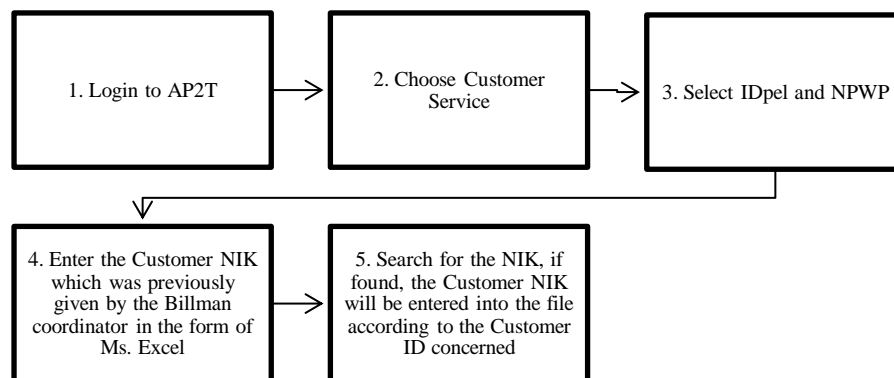 1. Login to AP2T
2. Choose Customer
Service
3. Select IDpel and NPWP
4. Enter the Customer NIK
which was previously
given by the Billman
coordinator in the form of
Ms. Excel
5. Search for the NIK, if
found, the Customer NIK
will be entered into the file
according to the Customer
ID concerned